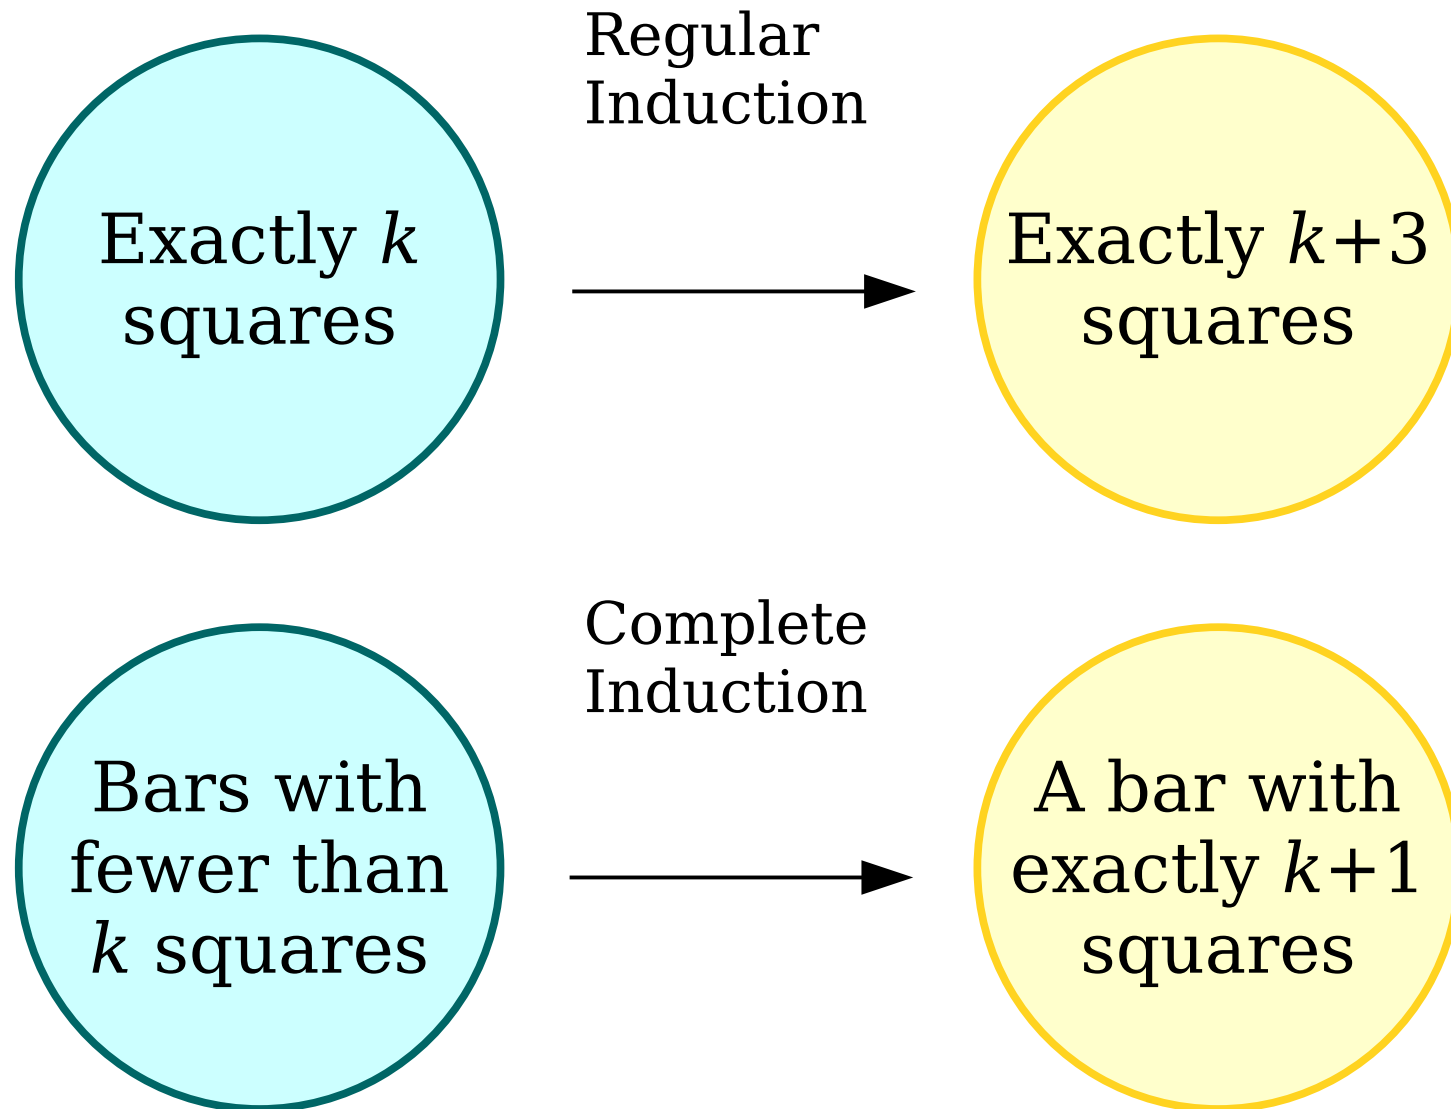 Regular
Induction
Exactly k
squares
Exactly k+3
squares
Complete
Induction
Bars with
fewer than
k squares
A bar with
exactly k+1
squares